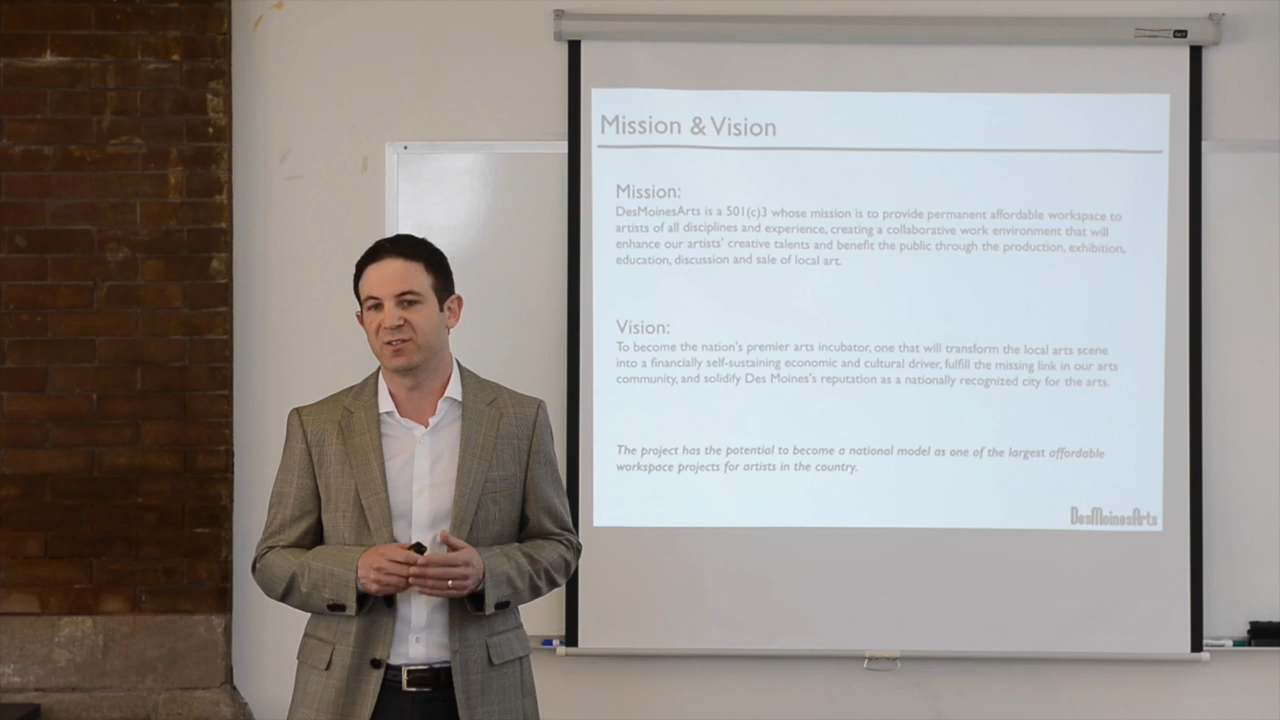 Mission & Vision
Mission:
DesMoinesArts is a 501(c)3 whose mission is to provide permanent affordable workspace to
artists of all disciplines and experience, creating a collaborative work environment that will
enhance our artists' creative talents and benefit the public through the production, exhibition,
education, discussion and sale of local art.
Vision:
To become the nation's premier arts incubator, one that will transform the local arts scene
into a financially self-sustaining economic and cultural driver, fulfill the missing link in our arts
community, and solidify Des Moines's reputation as a nationally recognized city for the arts.
The project has the potential to become a national model as one of the largest affordable
workspace projects for artists in the country.
DesMoinesArts